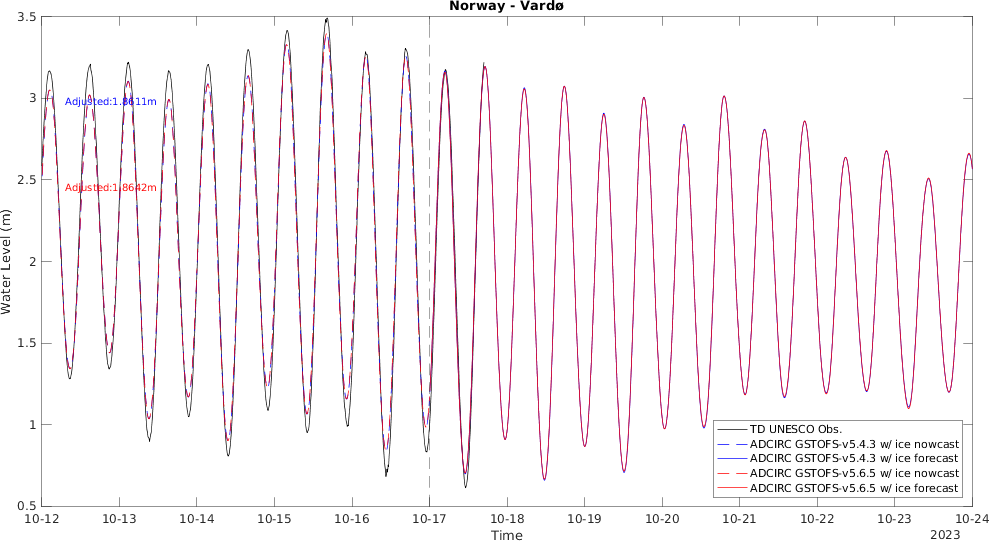 Norway - Vardø
3.5
3
2.5
2
1.5
1
0.5
Water Level (m)
Adjusted:1.8611m
Adjusted:1.8642m
TD UNESCO Obs.
ADCIRC GSTOFS-v5.4.3 w/ ice nowcast
ADCIRC GSTOFS-v5.4.3 w/ ice forecast
ADCIRC GSTOFS-v5.6.5 w/ ice nowcast
ADCIRC GSTOFS-v5.6.5 w/ ice forecast
10-12 10-13 10-14 10-15 10-16 10-17 10-18 10-19 10-20 10-21 10-22 10-23 10-24
Time
2023